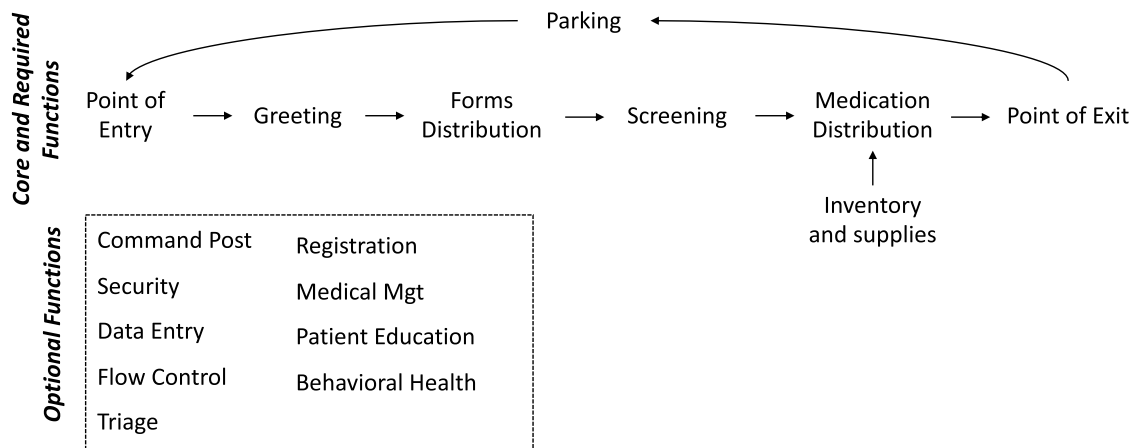 Parking
Core and Required
Functions
Point of
Entry
Greeting
Forms
Distribution
Screening
Medication
Distribution
Point of Exit
Inventory
and supplies
Optional Functions
Command Post
Security
Data Entry
Flow Control
Triage
Registration
Medical Mgt
Patient Education
Behavioral Health